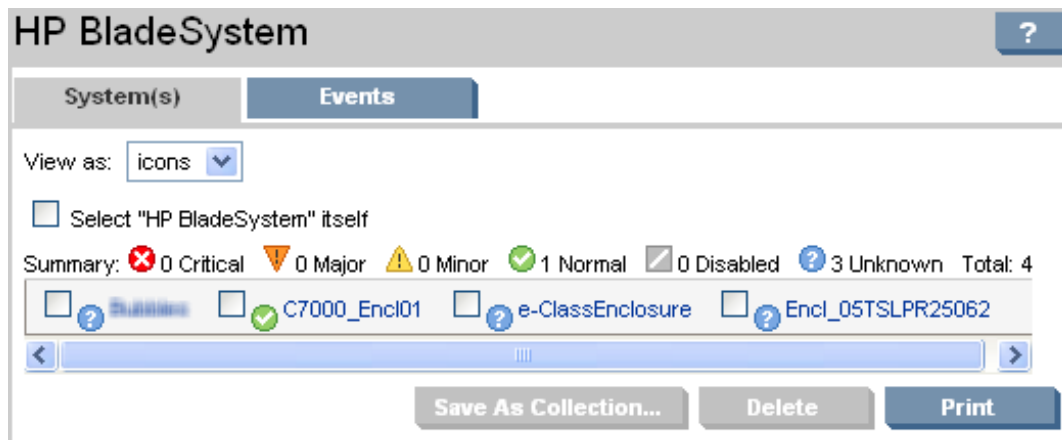 HP BladeSystem
?
System(s) Events
View as: icons
Select "HP BladeSystem" itself
Summary: 0 Critical 0 Major 0 Minor 1 Normal 0 Disabled 3 Unknown Total: 4
C7000_Encl01 e-ClassEnclosure Encl_05TSLPR25062
Save As Collection... Delete Print